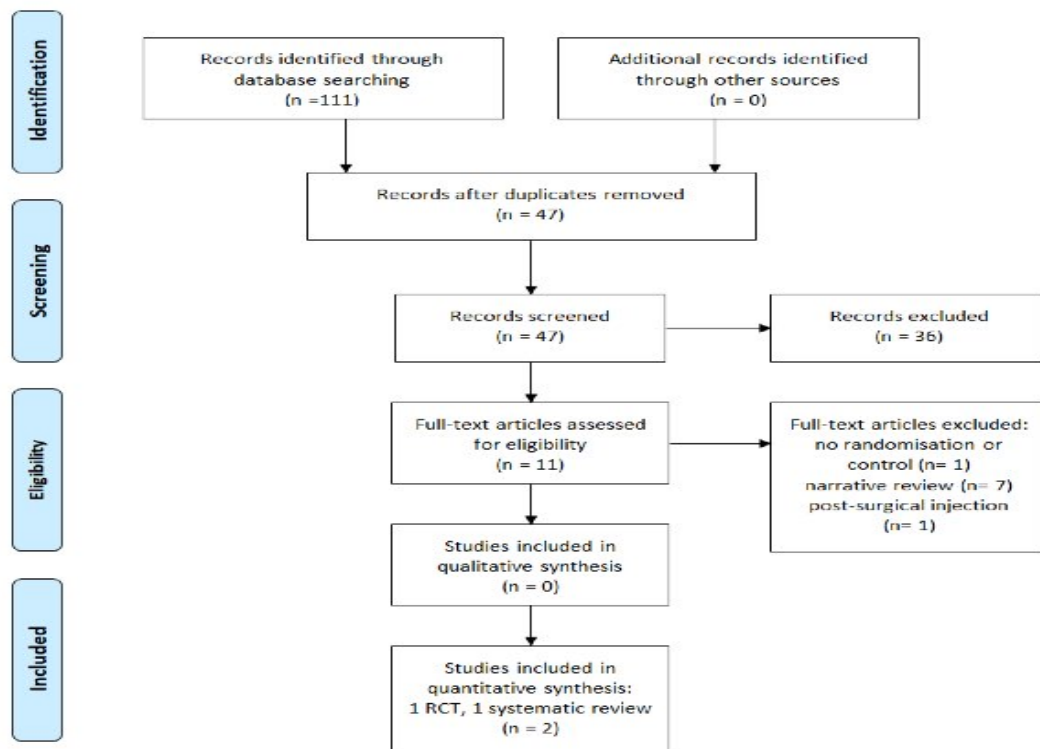 Identification
Records identified through
database searching
(n =111)
Additional records identified
through other sources
(n = 0)
Records after duplicates removed
(n = 47)
Screening
Records screened
(n = 47)
Records excluded
(n = 36)
Eligibility
Full-text articles assessed
for eligibility
(n = 11)
Full-text articles excluded:
no randomisation or
control (n= 1)
narrative review (n= 7)
post-surgical injection
(n= 1)
Studies included in
qualitative synthesis
(n = 0)
Included
Studies included in
quantitative synthesis:
1 RCT, 1 systematic review
(n = 2)